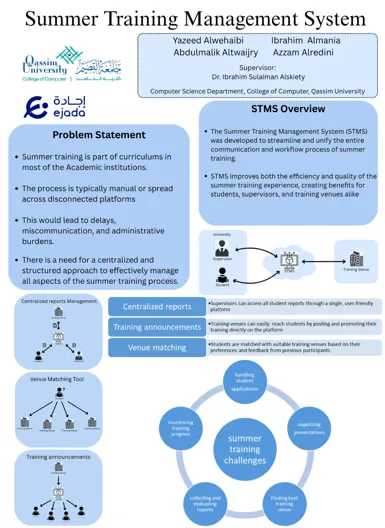 Summer Training Management System
Qassim
University
College of Computer
جامعة القصيم
كلية الحاسب
إجادة
ejada
Yazeed Alwehaibi Ibrahim Almania
Abdulmalik Altwaijry Azzam Alredini
Supervisor:
Dr. Ibrahim Sulaiman Alskiety
Computer Science Department, College of Computer, Qassim University
Problem Statement
• Summer training is part of curriculums in
most of the Academic institutions.
• The process is typically manual or spread
across disconnected platforms
• This would lead to delays,
miscommunication, and administrative
burdens.
• There is a need for a centralized and
structured approach to effectively manage
all aspects of the summer training process.
STMS Overview
• The Summer Training Management System (STMS)
was developed to streamline and unify the entire
communication and workflow process of summer
training.
• STMS improves both the efficiency and quality of the
summer training experience, creating benefits for
students, supervisors, and training venues alike
University
Supervisor
Student
STMS
Training Venue
Centralized reports Management
Venue Matching Tool
Training announcements
Centralized reports
•Supervisors can access all student reports through a single, user-friendly
platform
Training announcements
•Training venues can easily reach students by posting and promoting their
training directly on the platform
Venue matching
•Students are matched with suitable training venues based on their
preferences and feedback from previous participants
summer
training
challenges
handling
student
applications
organizing
presentations
Finding best
training
venue
collecting and
evaluating
reports
monitoring
training
progress